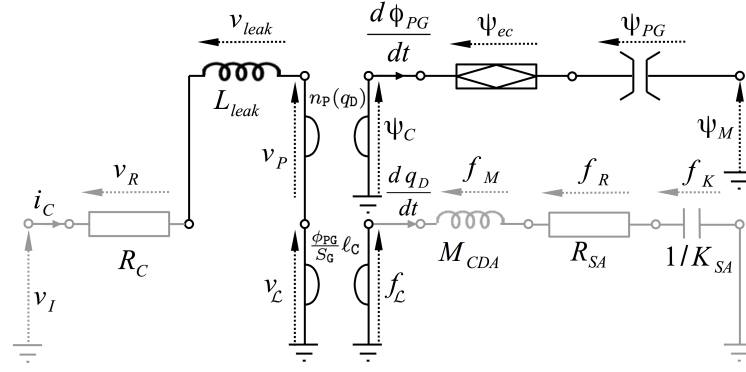 v_leak
L_leak
dϕ_PG/dt
ψ_ec
ψ_PG
n_P(q_D)
v_P
ψ_C
ψ_M
v_R
i_C
R_C
v_I
dq_D/dt
f_M
f_R
f_K
ϕ_PG/S_G ℓ_C
M_CDA
R_SA
1/K_SA
v_ℒ
f_ℒ